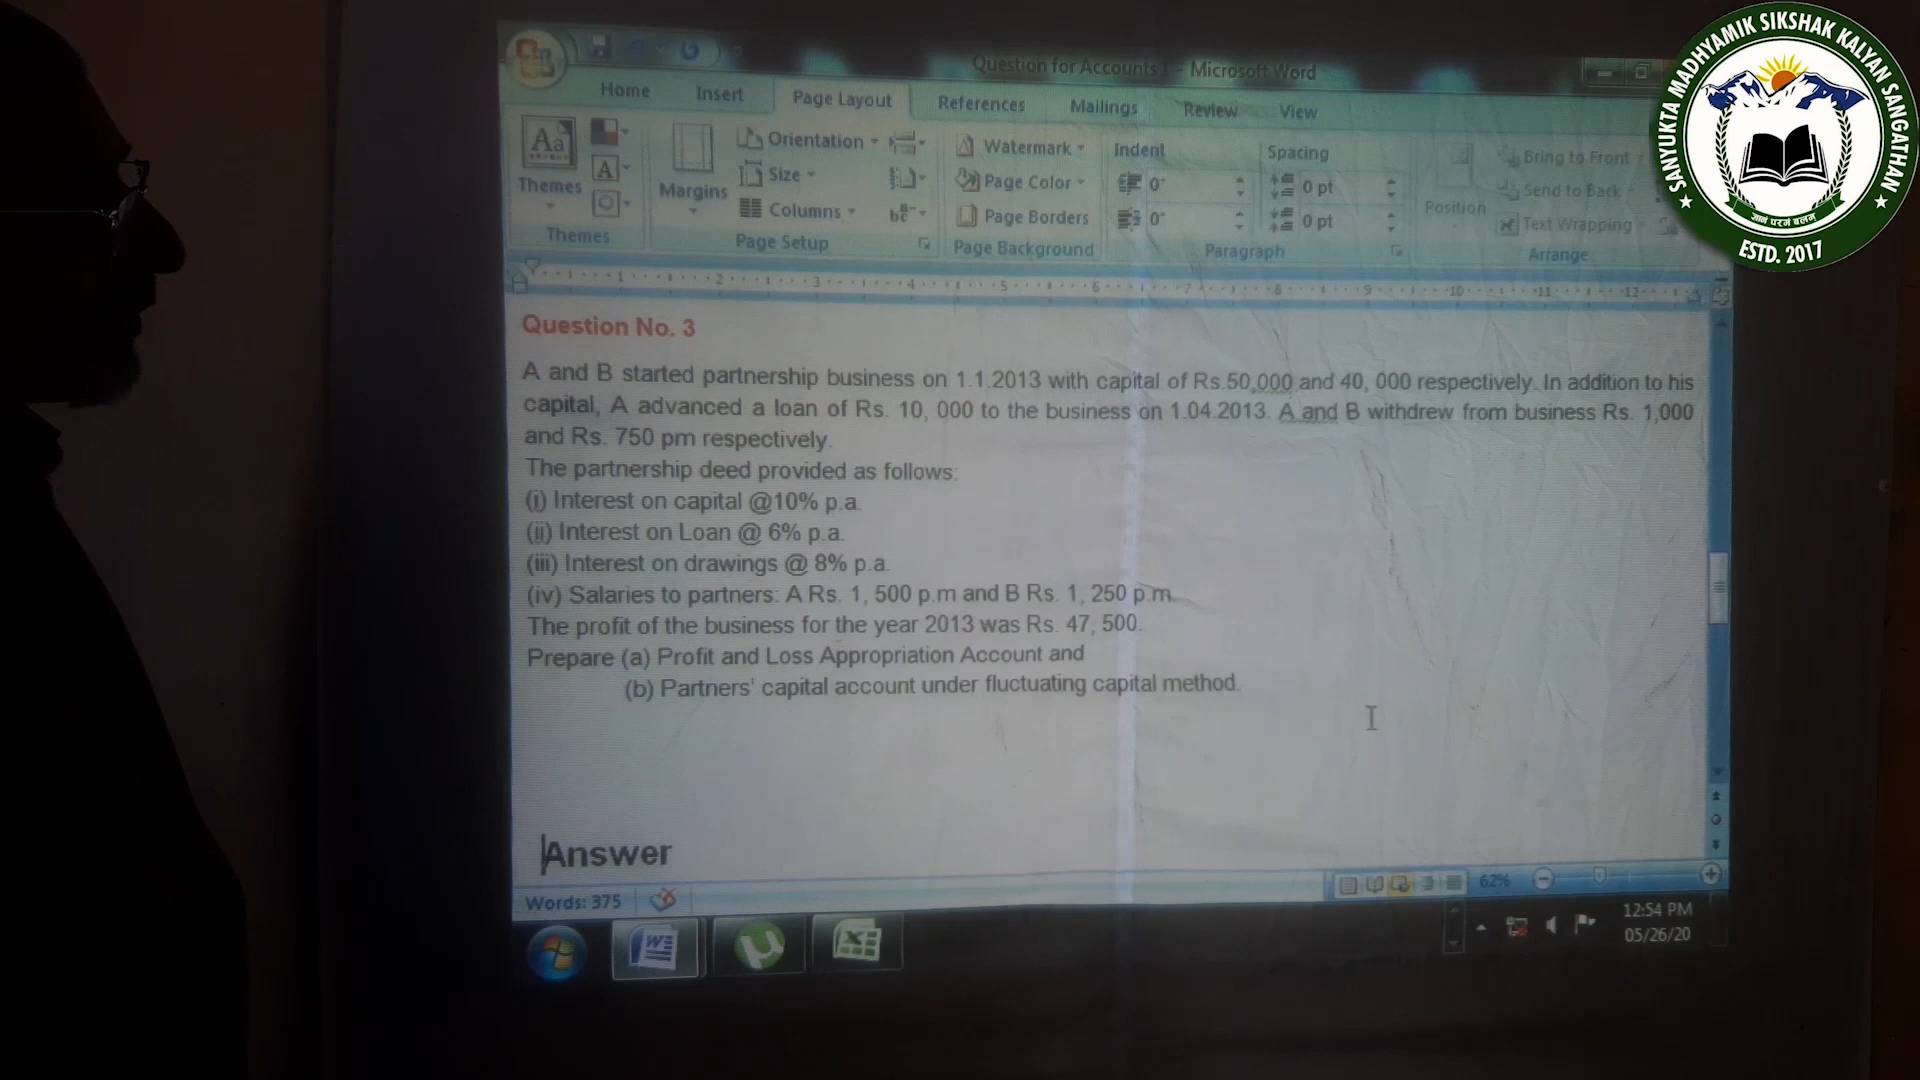 Question for Accounts 1 - Microsoft Word
Home Insert Page Layout References Mailings Review View
Themes
Themes
Margins
Orientation
Size
Columns
Page Setup
Watermark
Page Color
Page Borders
Page Background
Indent
0"
0"
Spacing
0 pt
0 pt
Paragraph
Position
Bring to Front
Send to Back
Text Wrapping
Arrange
SANYUKTA MADHYAMIK SIKSHAK KALYAN SANGATHAN
ज्ञानं परमं बलम्
ESTD. 2017
Question No. 3
A and B started partnership business on 1.1.2013 with capital of Rs.50,000 and 40, 000 respectively. In addition to his
capital, A advanced a loan of Rs. 10, 000 to the business on 1.04.2013. A and B withdrew from business Rs. 1,000
and Rs. 750 pm respectively.
The partnership deed provided as follows:
(i) Interest on capital @10% p.a.
(ii) Interest on Loan @ 6% p.a.
(iii) Interest on drawings @ 8% p.a.
(iv) Salaries to partners: A Rs. 1, 500 p.m and B Rs. 1, 250 p.m.
The profit of the business for the year 2013 was Rs. 47, 500.
Prepare (a) Profit and Loss Appropriation Account and
(b) Partners' capital account under fluctuating capital method.
Answer
Words: 375
62%
12:54 PM
05/26/20